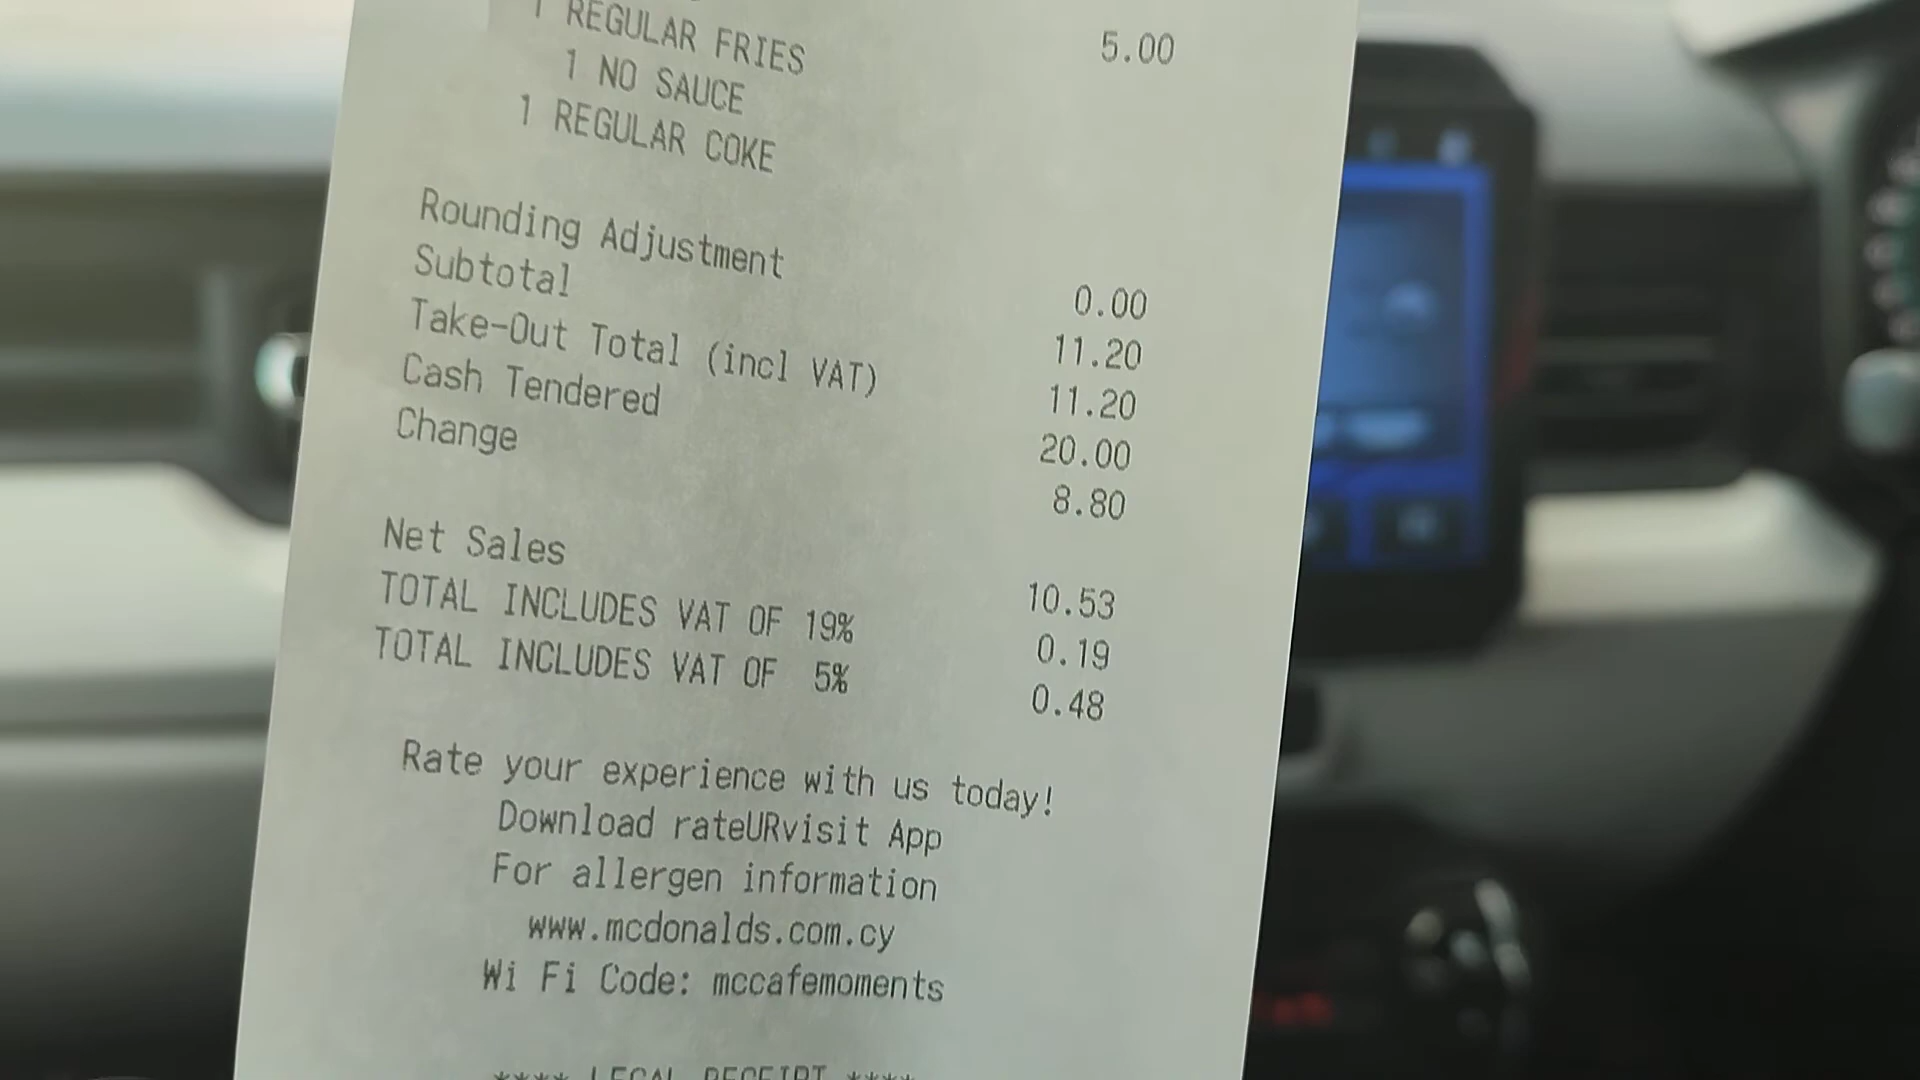 1 REGULAR FRIES
5.00
1 NO SAUCE
1 REGULAR COKE
Rounding Adjustment 0.00
Subtotal 11.20
Take-Out Total (incl VAT) 11.20
Cash Tendered 20.00
Change 8.80
Net Sales 10.53
TOTAL INCLUDES VAT OF 19% 0.19
TOTAL INCLUDES VAT OF 5% 0.48
Rate your experience with us today!
Download rateURvisit App
For allergen information
www.mcdonalds.com.cy
Wi Fi Code: mccafemoments
**** LEGAL RECEIPT ****